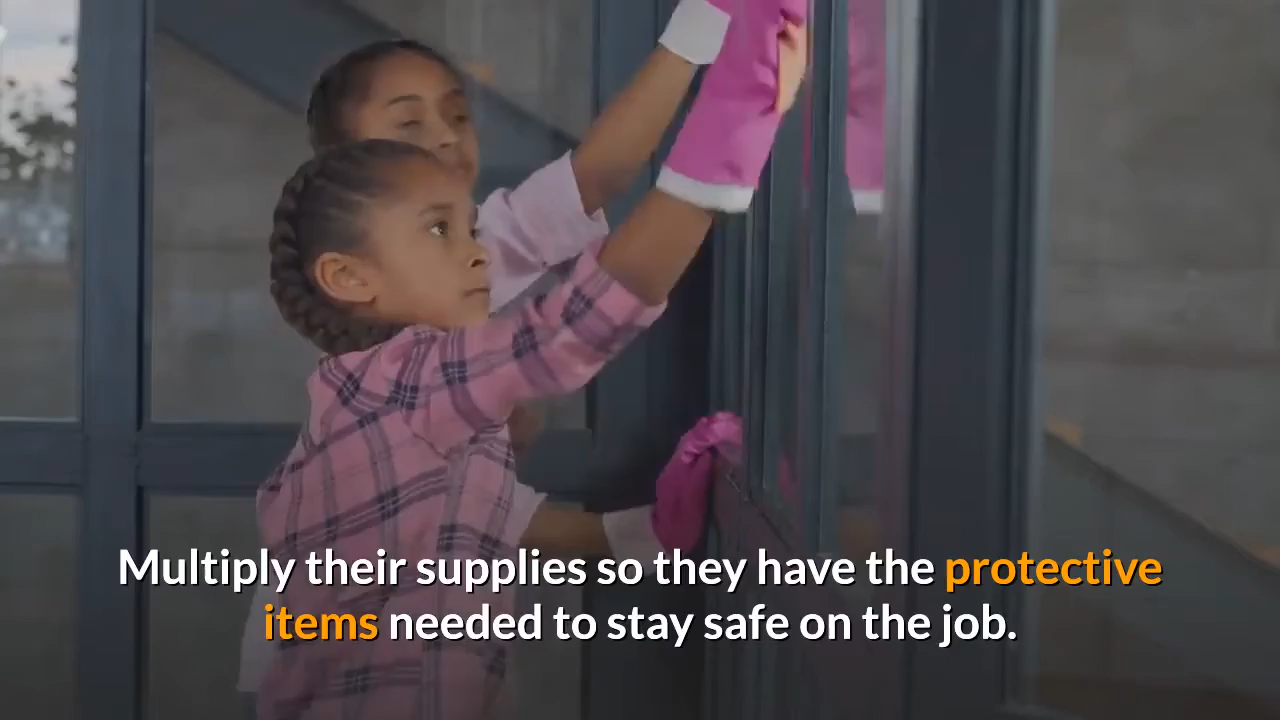 Multiply their supplies so they have the protective
items needed to stay safe on the job.